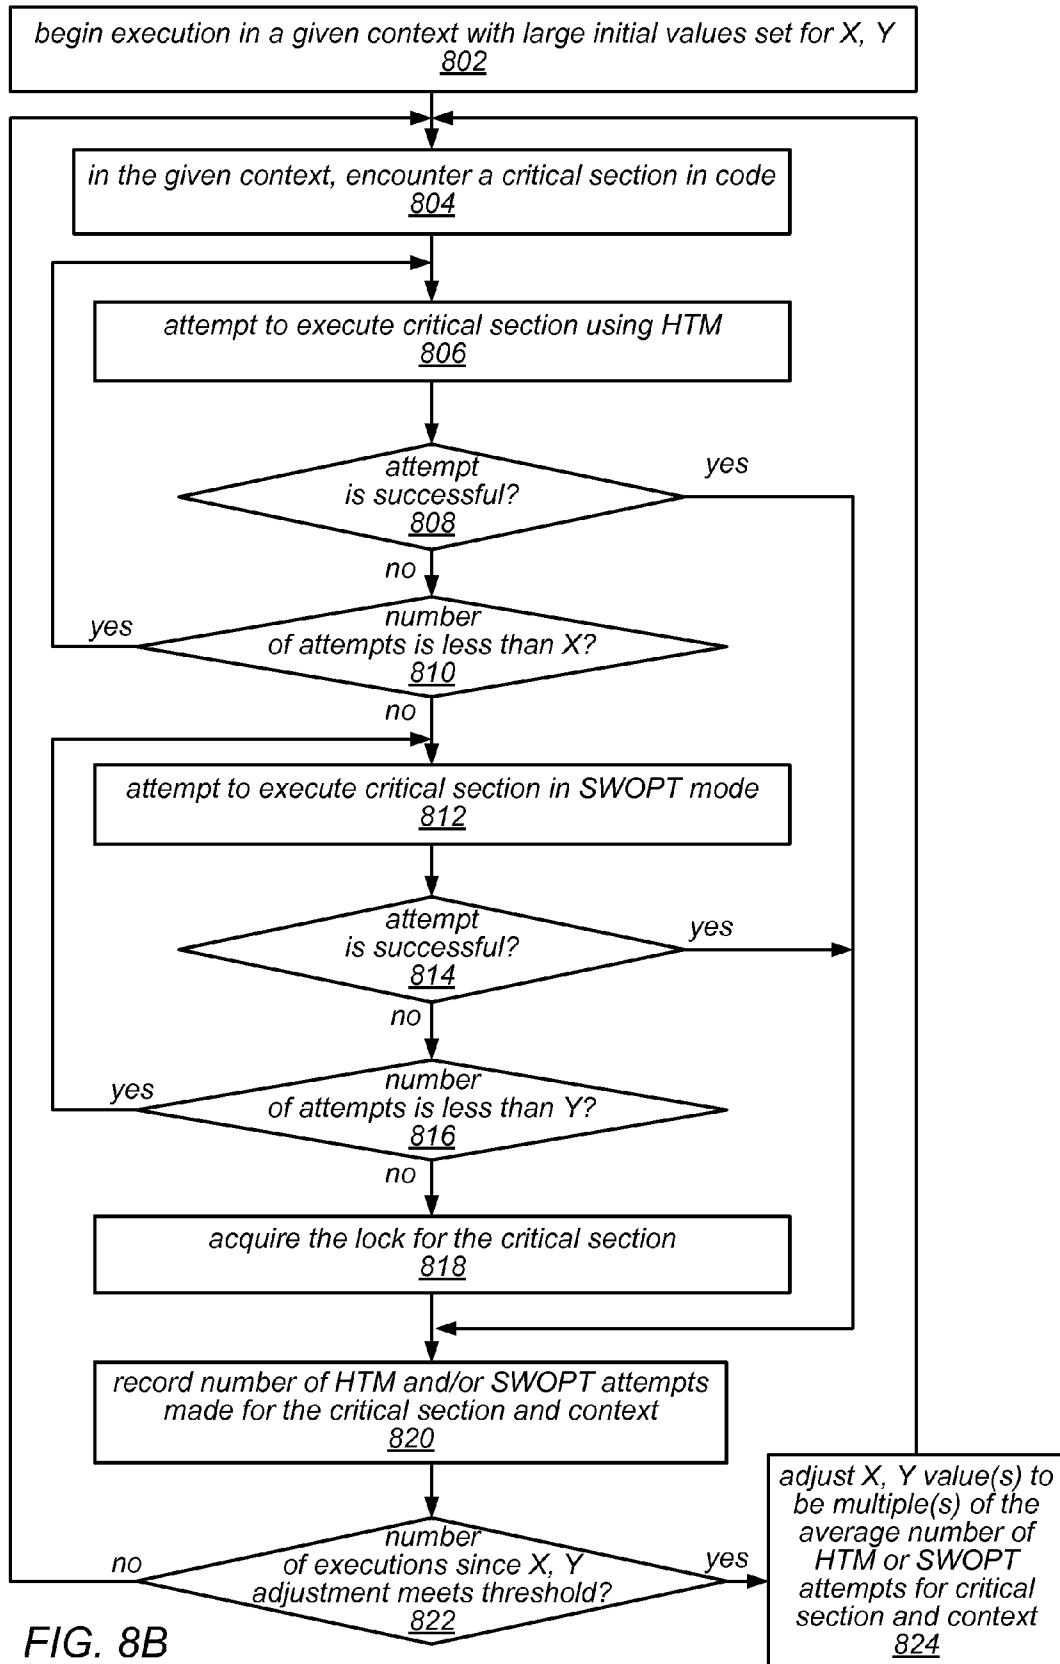 begin execution in a given context with large initial values set for X, Y
802
in the given context, encounter a critical section in code
804
attempt to execute critical section using HTM
806
attempt
is successful?
808
yes
no
number
of attempts is less than X?
810
yes
no
attempt to execute critical section in SWOPT mode
812
attempt
is successful?
814
yes
no
number
of attempts is less than Y?
816
yes
no
acquire the lock for the critical section
818
record number of HTM and/or SWOPT attempts
made for the critical section and context
820
number
of executions since X, Y
adjustment meets threshold?
822
no
yes
adjust X, Y value(s) to
be multiple(s) of the
average number of
HTM or SWOPT
attempts for critical
section and context
824
FIG. 8B